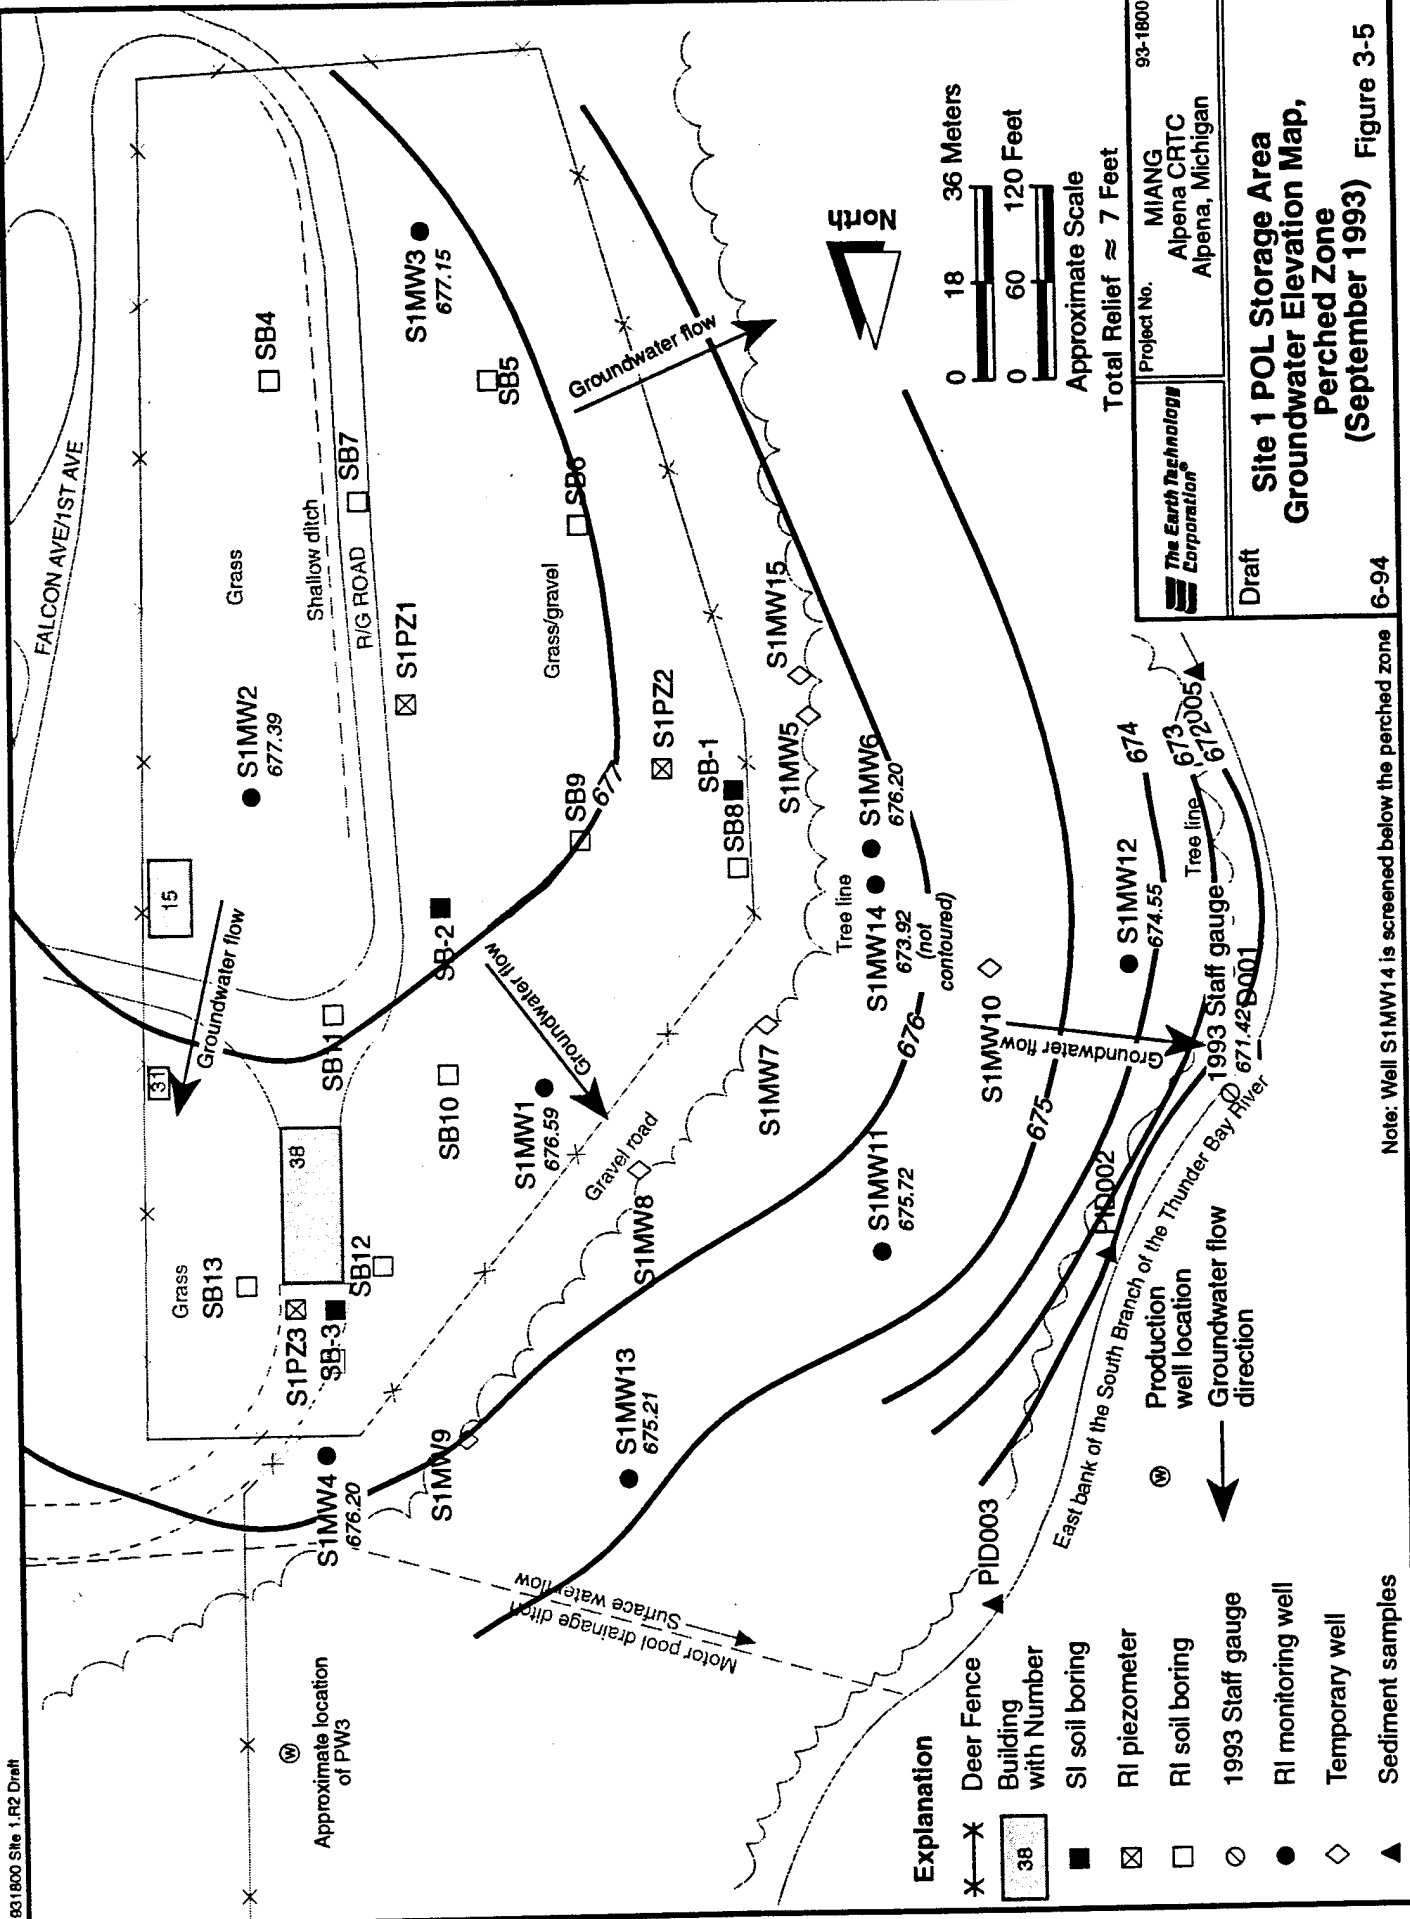 931800 Site 1.R2 Draft
FALCON AVE/1ST AVE
Grass
Shallow ditch
R/G ROAD
Grass/gravel
SB4
SB7
SB5
SB6
S1MW3
677.15
S1MW2
677.39
S1PZ1
S1PZ2
SB9
677
SB-1
SB8
S1MW15
S1MW5
S1MW6
676.20
S1MW14
673.92
(not
contoured)
Tree line
15
31
Groundwater flow
SB-2
SB11
SB10
S1MW1
676.59
Groundwater flow
Groundwater flow
Gravel road
38
Grass
SB13
SB12
S1PZ3
SB-3
S1MW4
676.20
S1MW9
S1MW8
S1MW7
676
S1MW10
Groundwater flow
675
S1MW11
675.72
S1MW13
675.21
S1MW12
674.55
674
673
672
005
Tree line
1993 Staff gauge
671.42
D001
PID002
PID003
East bank of the South Branch of the Thunder Bay River
Motor pool drainage ditch
Surface water flow
Approximate location
of PW3
North
0 18 36 Meters
0 60 120 Feet
Approximate Scale
Total Relief ≈ 7 Feet
Explanation
Deer Fence
38
Building
with Number
SI soil boring
RI piezometer
RI soil boring
1993 Staff gauge
RI monitoring well
Temporary well
Sediment samples
W
Production
well location
Groundwater flow
direction
Note: Well S1MW14 is screened below the perched zone
The Earth Technology
Corporation®
Project No.
93-1800
MIANG
Alpena CRTC
Alpena, Michigan
Draft
Site 1 POL Storage Area
Groundwater Elevation Map,
Perched Zone
(September 1993)
6-94
Figure 3-5